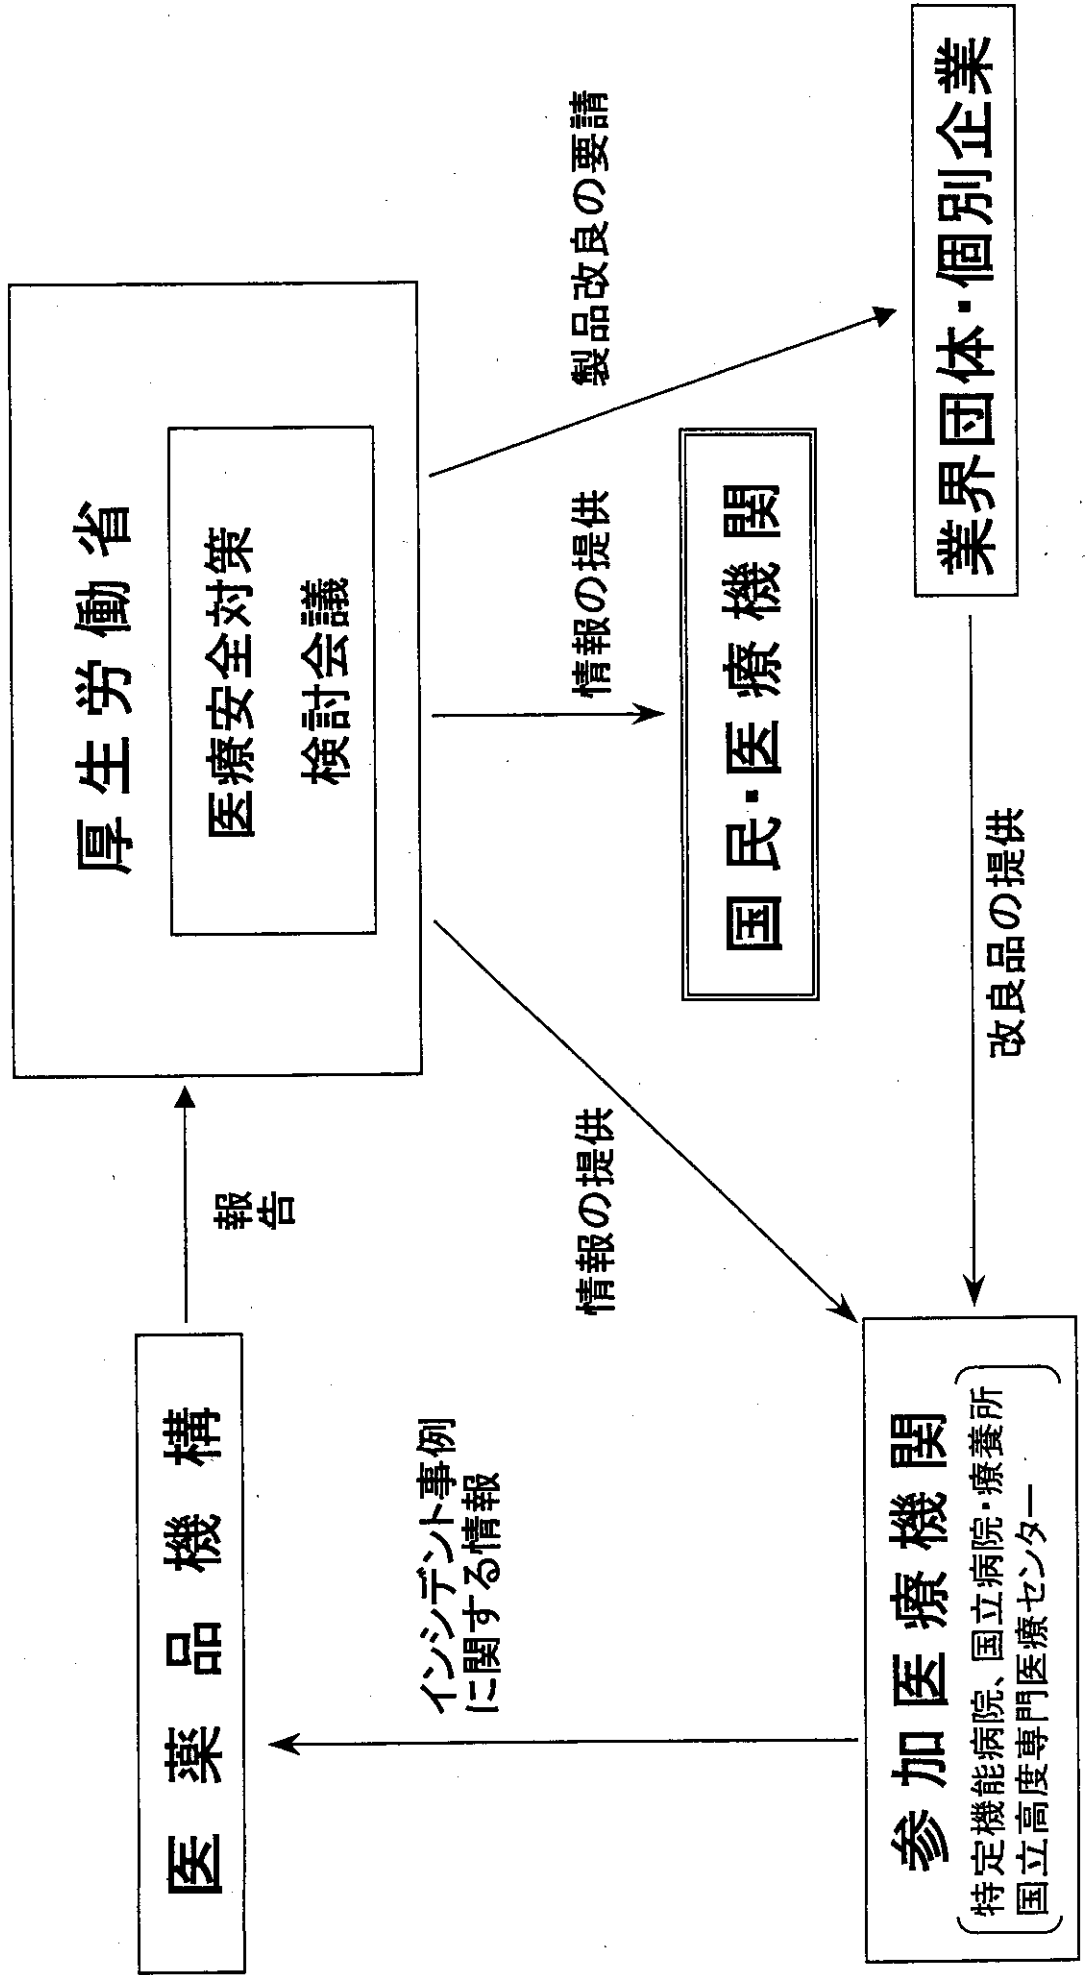 医薬品機構
報告
厚生労働省
医療安全対策
検討会議
インシデント事例
に関する情報
情報の提供
情報の提供
製品改良の要請
国民・医療機関
参加医療機関
特定機能病院、国立病院・療養所
国立高度専門医療センター
改良品の提供
業界団体・個別企業